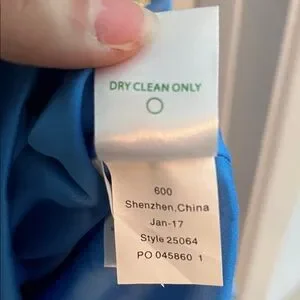 DRY CLEAN ONLY
600
Shenzhen,China
Jan-17
Style 25064
PO 045860 1